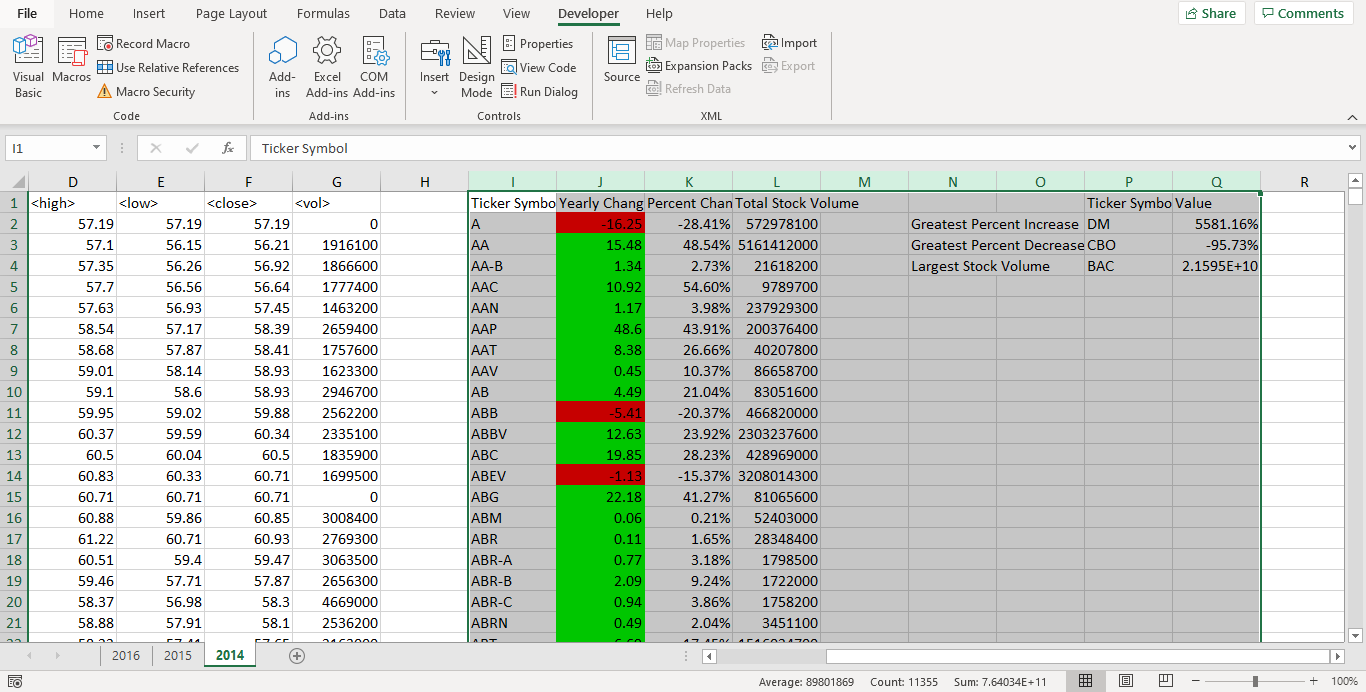 File Home Insert Page Layout Formulas Data Review View Developer Help Share Comments
Visual Basic Macros Record Macro Use Relative References Macro Security Code
Add-ins Excel Add-ins COM Add-ins Add-ins
Insert Design Mode Properties View Code Run Dialog Controls
Source Map Properties Expansion Packs Refresh Data Import Export XML
I1 fx Ticker Symbol
D E F G H I J K L M N O P Q R
1 <high> <low> <close> <vol> Ticker Symbo Yearly Chang Percent Chan Total Stock Volume Ticker Symbo Value
2 57.19 57.19 57.19 0 A -16.25 -28.41% 572978100 Greatest Percent Increase DM 5581.16%
3 57.1 56.15 56.21 1916100 AA 15.48 48.54% 5161412000 Greatest Percent Decrease CBO -95.73%
4 57.35 56.26 56.92 1866600 AA-B 1.34 2.73% 21618200 Largest Stock Volume BAC 2.1595E+10
5 57.7 56.56 56.64 1777400 AAC 10.92 54.60% 9789700
6 57.63 56.93 57.45 1463200 AAN 1.17 3.98% 237929300
7 58.54 57.17 58.39 2659400 AAP 48.6 43.91% 200376400
8 58.68 57.87 58.41 1757600 AAT 8.38 26.66% 40207800
9 59.01 58.14 58.93 1623300 AAV 0.45 10.37% 86658700
10 59.1 58.6 58.93 2946700 AB 4.49 21.04% 83051600
11 59.95 59.02 59.88 2562200 ABB -5.41 -20.37% 466820000
12 60.37 59.59 60.34 2335100 ABBV 12.63 23.92% 2303237600
13 60.5 60.04 60.5 1835900 ABC 19.85 28.23% 428969000
14 60.83 60.33 60.71 1699500 ABEV -1.13 -15.37% 3208014300
15 60.71 60.71 60.71 0 ABG 22.18 41.27% 81065600
16 60.88 59.86 60.85 3008400 ABM 0.06 0.21% 52403000
17 61.22 60.71 60.93 2769300 ABR 0.11 1.65% 28348400
18 60.51 59.4 59.47 3063500 ABR-A 0.77 3.18% 1798500
19 59.46 57.71 57.87 2656300 ABR-B 2.09 9.24% 1722000
20 58.37 56.98 58.3 4669000 ABR-C 0.94 3.86% 1758200
21 58.88 57.91 58.1 2536200 ABRN 0.49 2.04% 3451100
2016 2015 2014
Average: 89801869 Count: 11355 Sum: 7.64034E+11 100%